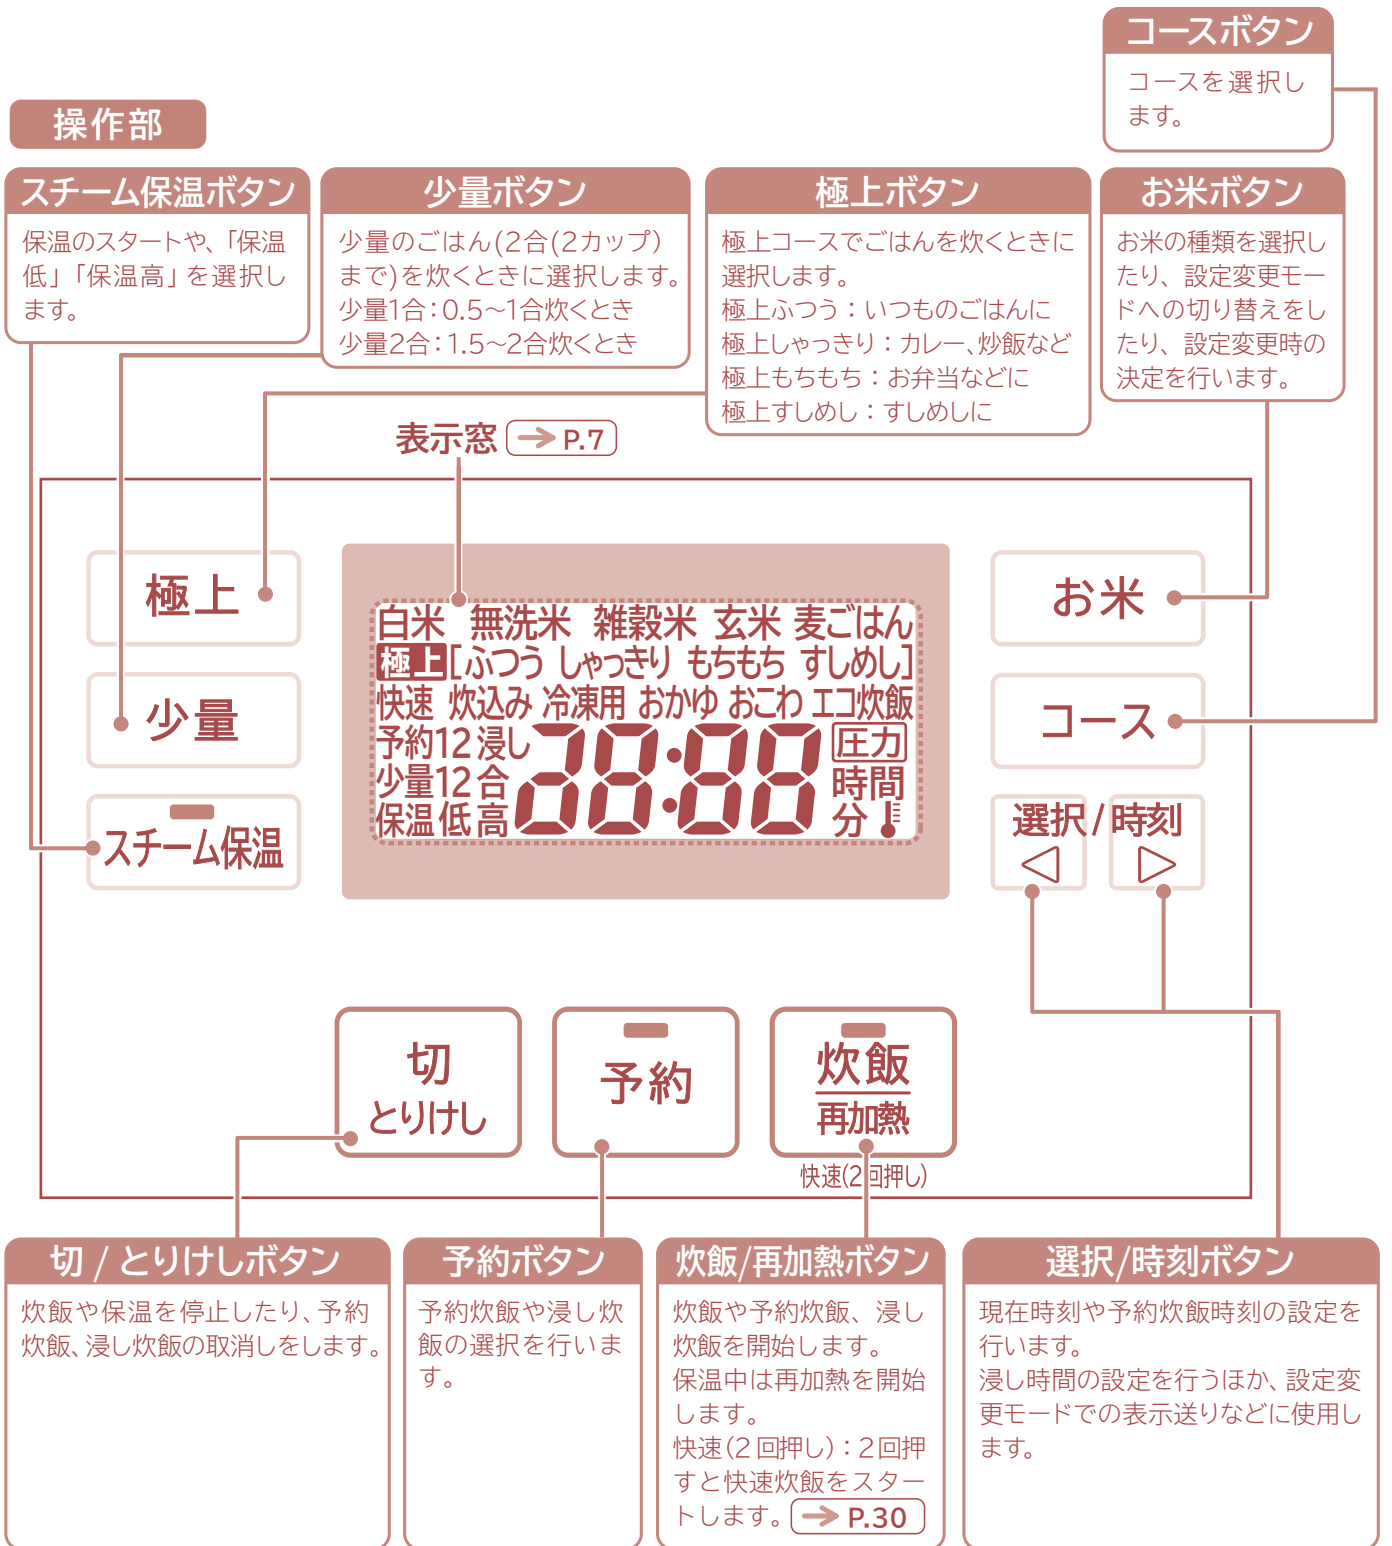 コースボタン
コースを選択し
ます。
操作部
スチーム保温ボタン
保温のスタートや、「保温
低」「保温高」を選択し
ます。
少量ボタン
少量のごはん(2合(2カップ)
まで)を炊くときに選択します。
少量1合:0.5〜1合炊くとき
少量2合:1.5〜2合炊くとき
極上ボタン
極上コースでごはんを炊くときに
選択します。
極上ふつう:いつものごはんに
極上しゃっきり:カレー、炒飯など
極上もちもち:お弁当などに
極上すしめし:すしめしに
お米ボタン
お米の種類を選択し
たり、設定変更モー
ドへの切り替えをし
たり、設定変更時の
決定を行います。
表示窓 → P.7
極上
少量
スチーム保温
白米 無洗米 雑穀米 玄米 麦ごはん
極上[ふつう しゃっきり もちもち すしめし]
快速 炊込み 冷凍用 おかゆ おこわ エコ炊飯
予約12 浸し
少量12 合
保温 低 高
28:88
圧力
時間
分
お米
コース
選択/時刻
◁ ▷
切
とりけし
予約
炊飯
再加熱
快速(2回押し)
切 / とりけしボタン
炊飯や保温を停止したり、予約
炊飯、浸し炊飯の取消しをします。
予約ボタン
予約炊飯や浸し炊
飯の選択を行いま
す。
炊飯/再加熱ボタン
炊飯や予約炊飯、浸し
炊飯を開始します。
保温中は再加熱を開始
します。
快速(2回押し):2回押
すと快速炊飯をスター
トします。 → P.30
選択/時刻ボタン
現在時刻や予約炊飯時刻の設定を
行います。
浸し時間の設定を行うほか、設定変
更モードでの表示送りなどに使用し
ます。